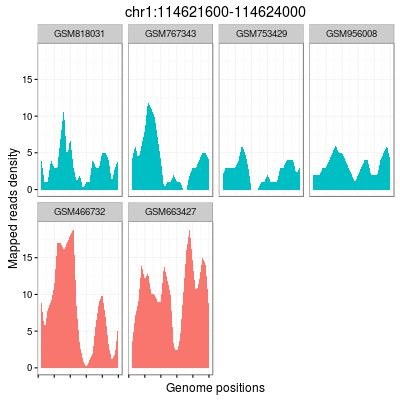 chr1:114621600-114624000
GSM818031 GSM767343 GSM753429 GSM956008
15
10
5
0
Mapped reads density
GSM466732 GSM663427
15
10
5
0
Genome positions